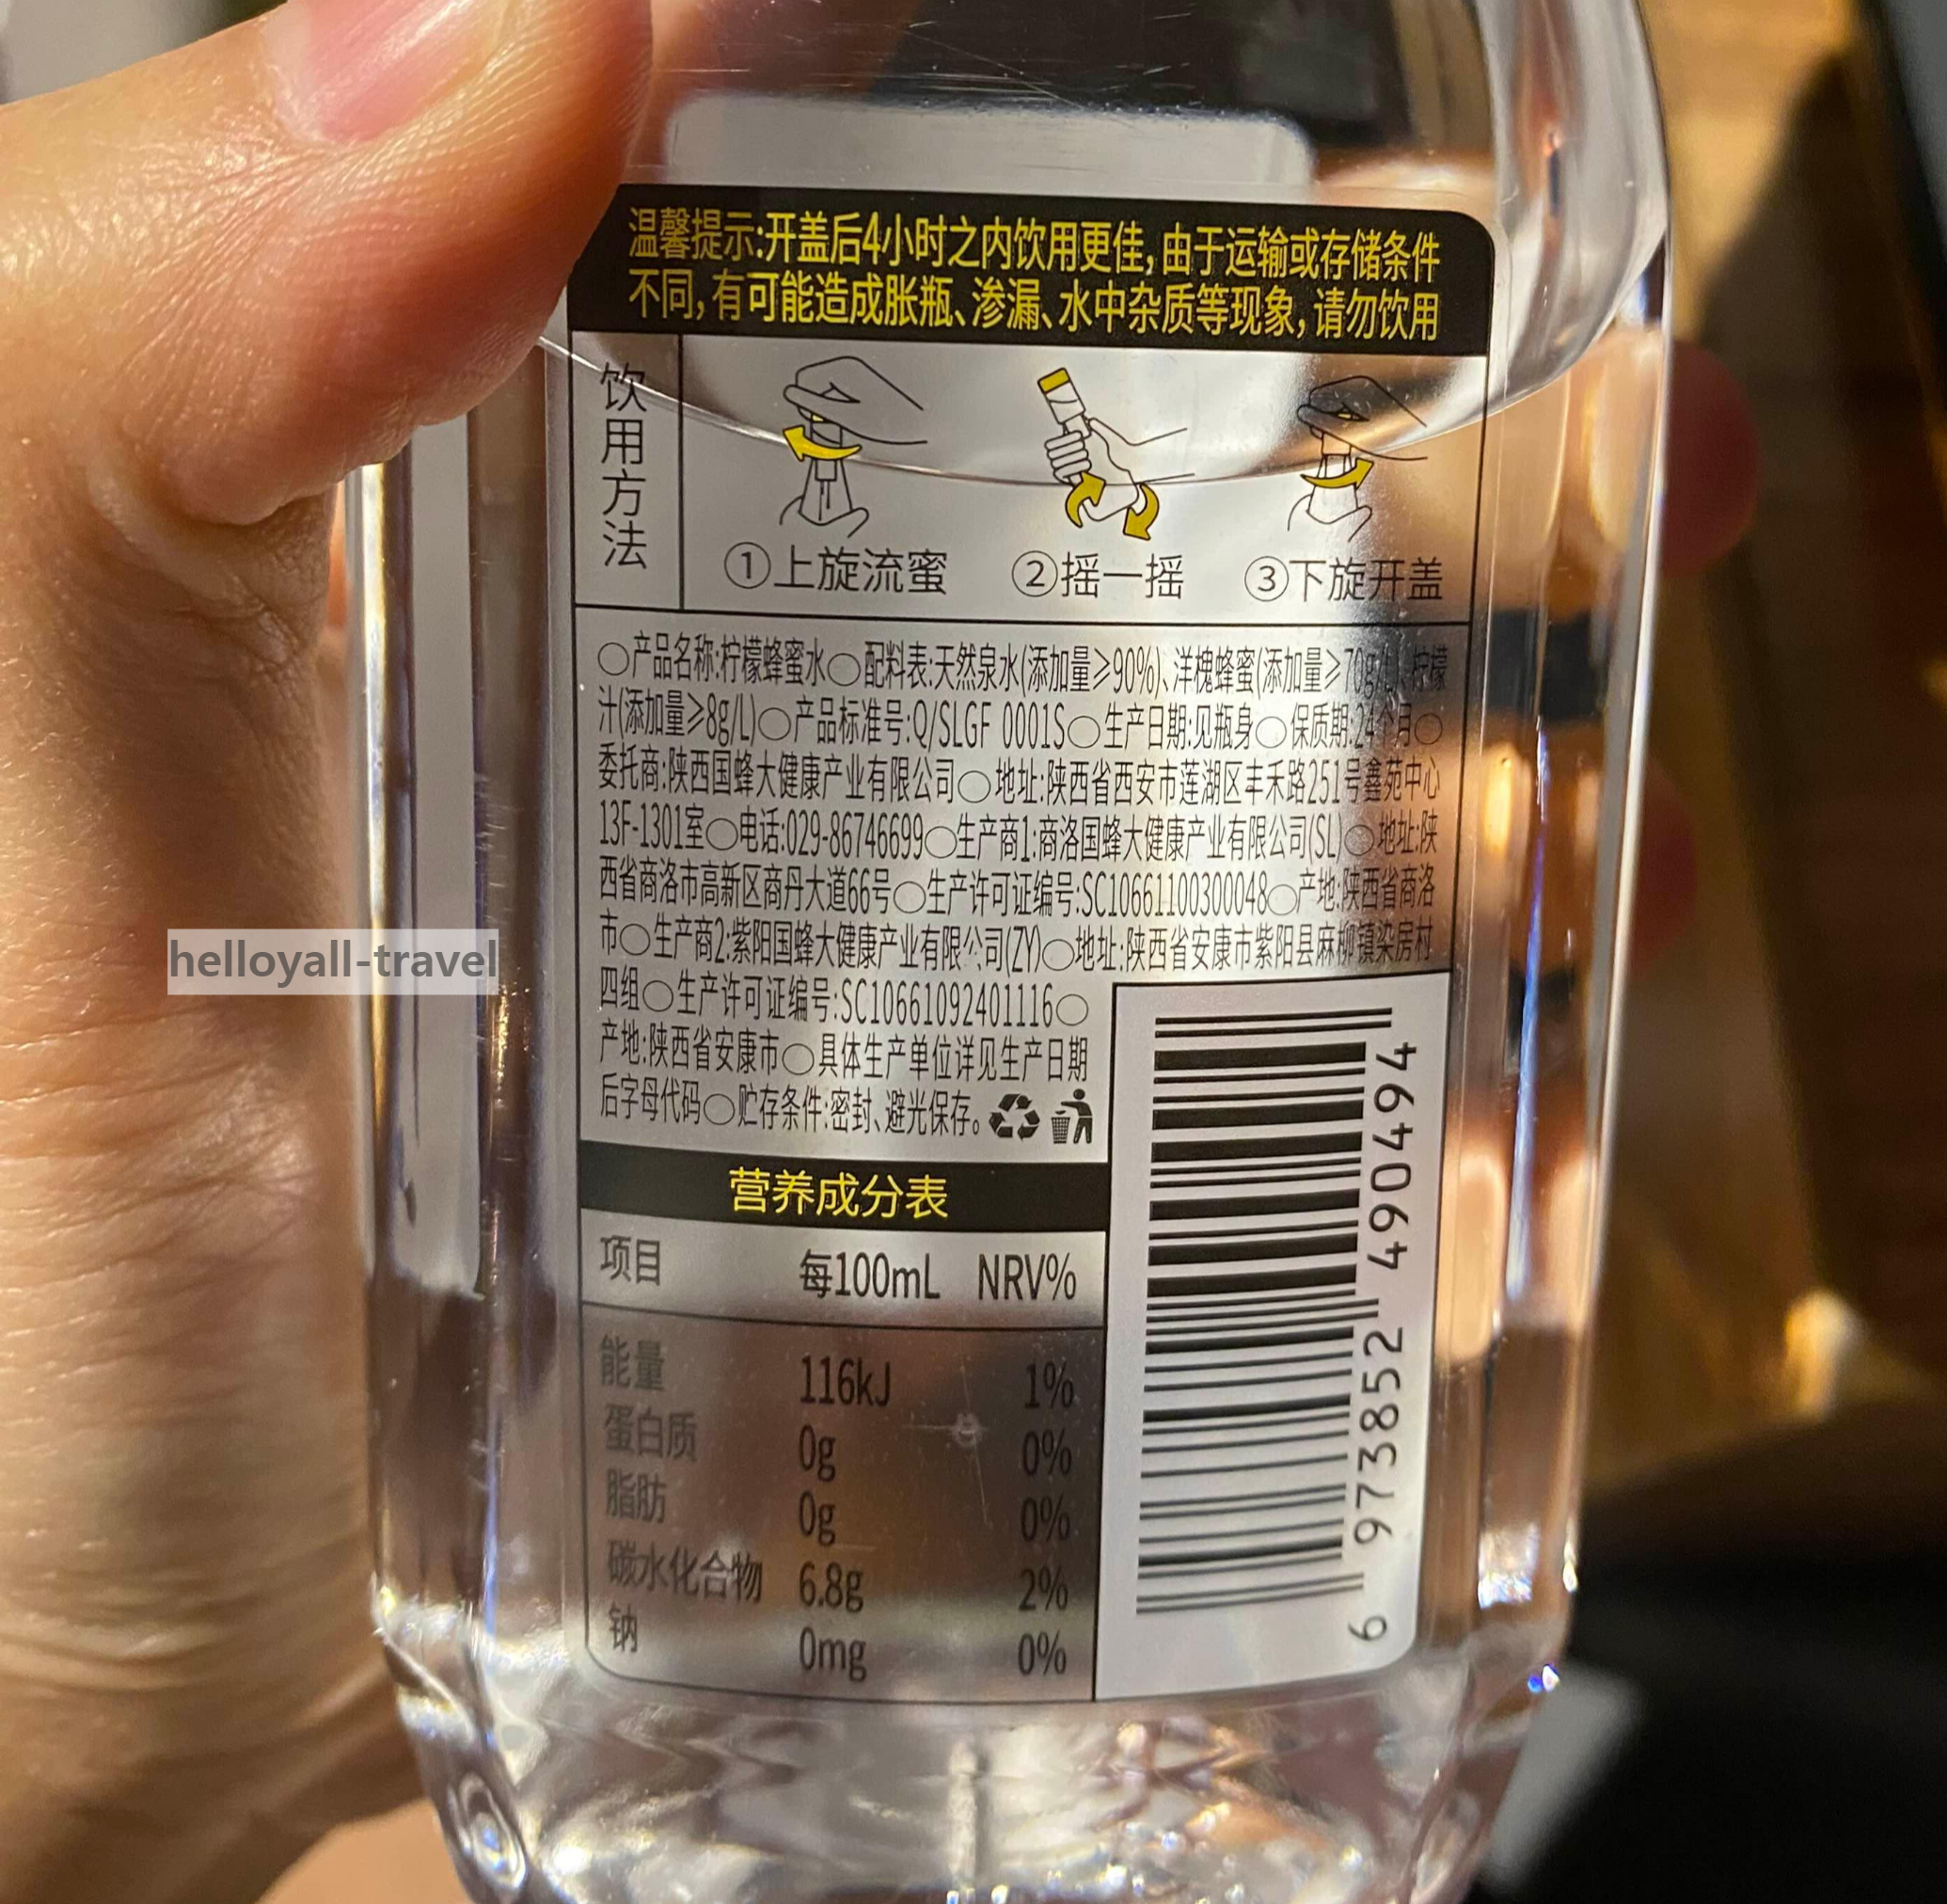 温馨提示:开盖后4小时之内饮用更佳,由于运输或存储条件
不同,有可能造成胀瓶、渗漏、水中杂质等现象,请勿饮用
饮用方法
①上旋流蜜 ②摇一摇 ③下旋开盖
○产品名称:柠檬蜂蜜水○配料表:天然泉水(添加量≥90%)、洋槐蜂蜜(添加量≥70g/L)、柠檬
汁(添加量≥8g/L)○产品标准号:Q/SLGF 0001S○生产日期:见瓶身○保质期:24个月○
委托商:陕西国蜂大健康产业有限公司○地址:陕西省西安市莲湖区丰禾路251号鑫苑中心
13F-1301室○电话:029-86746699○生产商1:商洛国蜂大健康产业有限公司(SL)○地址:陕
西省商洛市高新区商丹大道66号○生产许可证编号:SC10661100300048○产地:陕西省商洛
市○生产商2:紫阳国蜂大健康产业有限公司(ZY)○地址:陕西省安康市紫阳县麻柳镇染房村
四组○生产许可证编号:SC10661092401116○
产地:陕西省安康市○具体生产单位详见生产日期
后字母代码○贮存条件:密封、避光保存。
营养成分表
项目 每100mL NRV%
能量 116kJ 1%
蛋白质 0g 0%
脂肪 0g 0%
碳水化合物 6.8g 2%
钠 0mg 0%
6 973852 490494
helloyall-travel